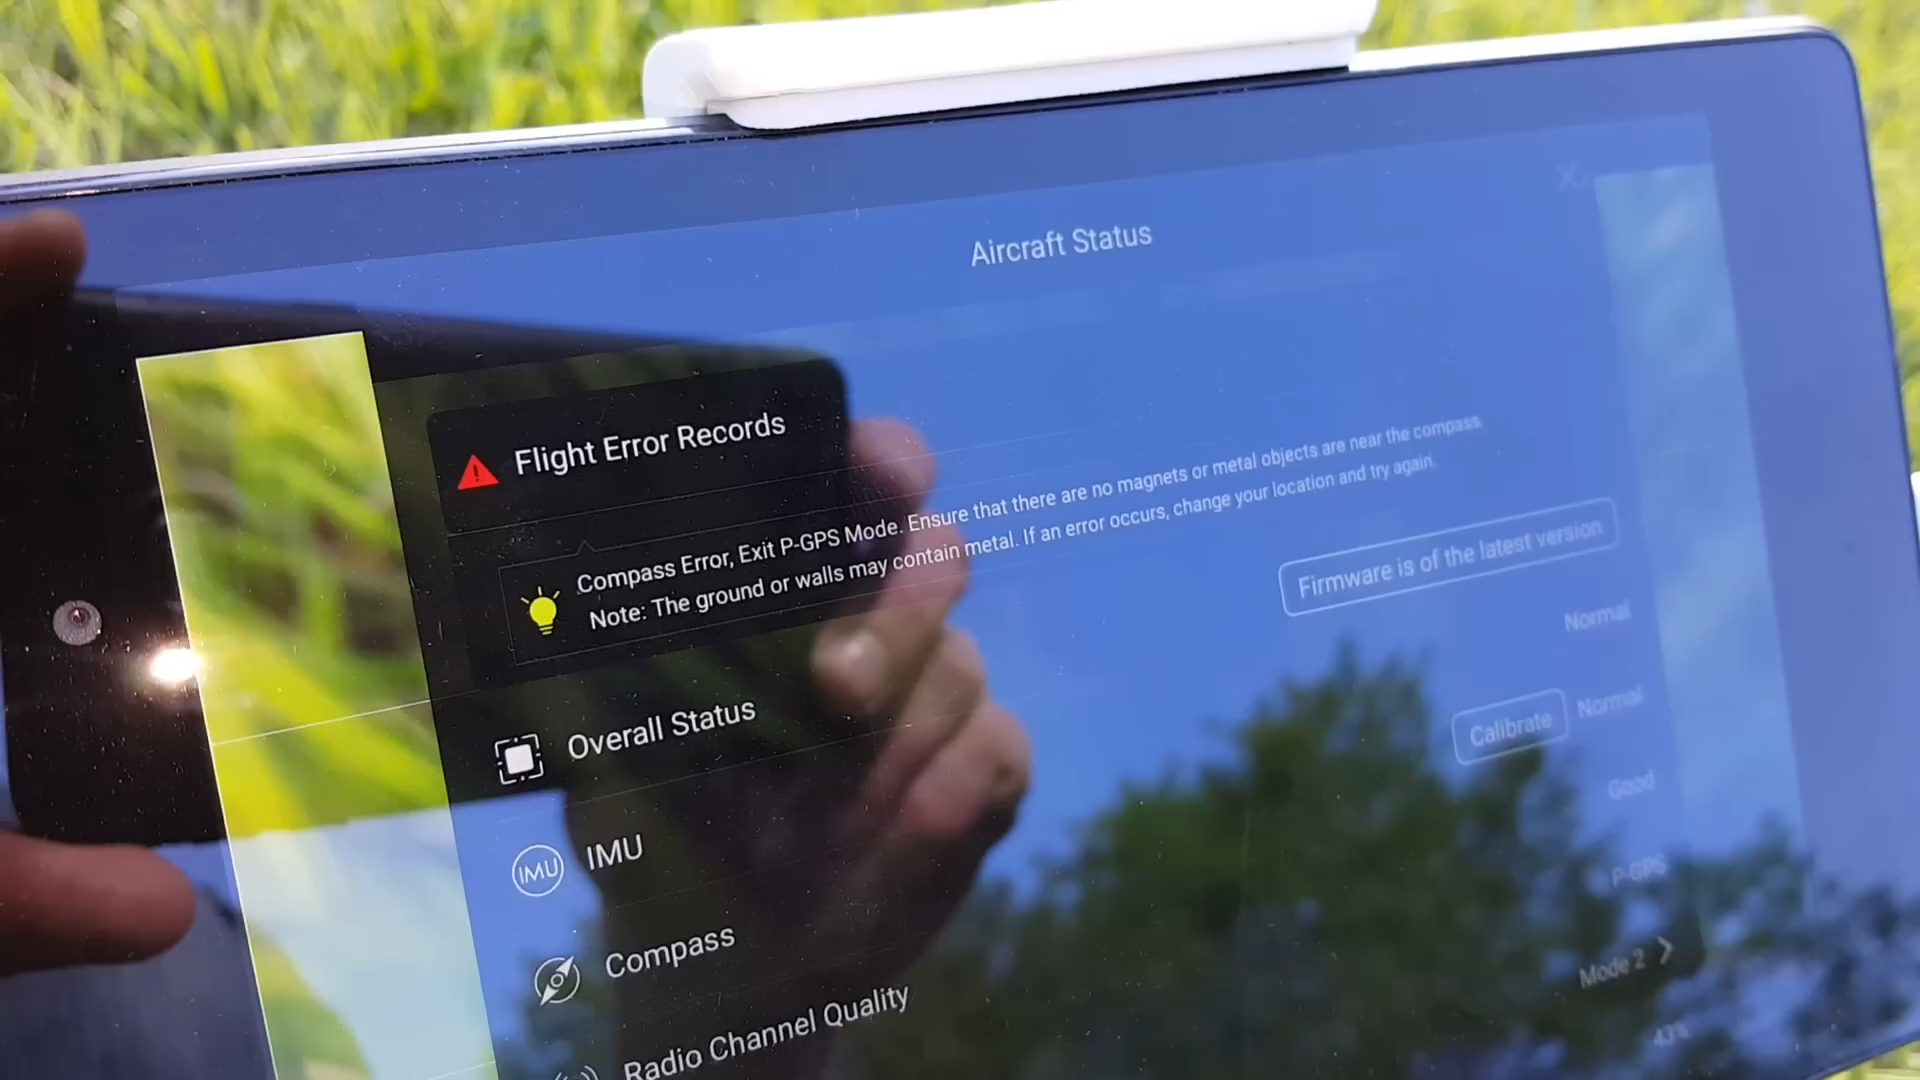 X
Aircraft Status
Flight Error Records
Compass Error, Exit P-GPS Mode. Ensure that there are no magnets or metal objects are near the compass.
Note: The ground or walls may contain metal. If an error occurs, change your location and try again.
Overall Status
Firmware is of the latest version
IMU IMU
Normal
Compass
Calibrate Normal
Radio Channel Quality
Good
P-GPS
Mode 2
43%